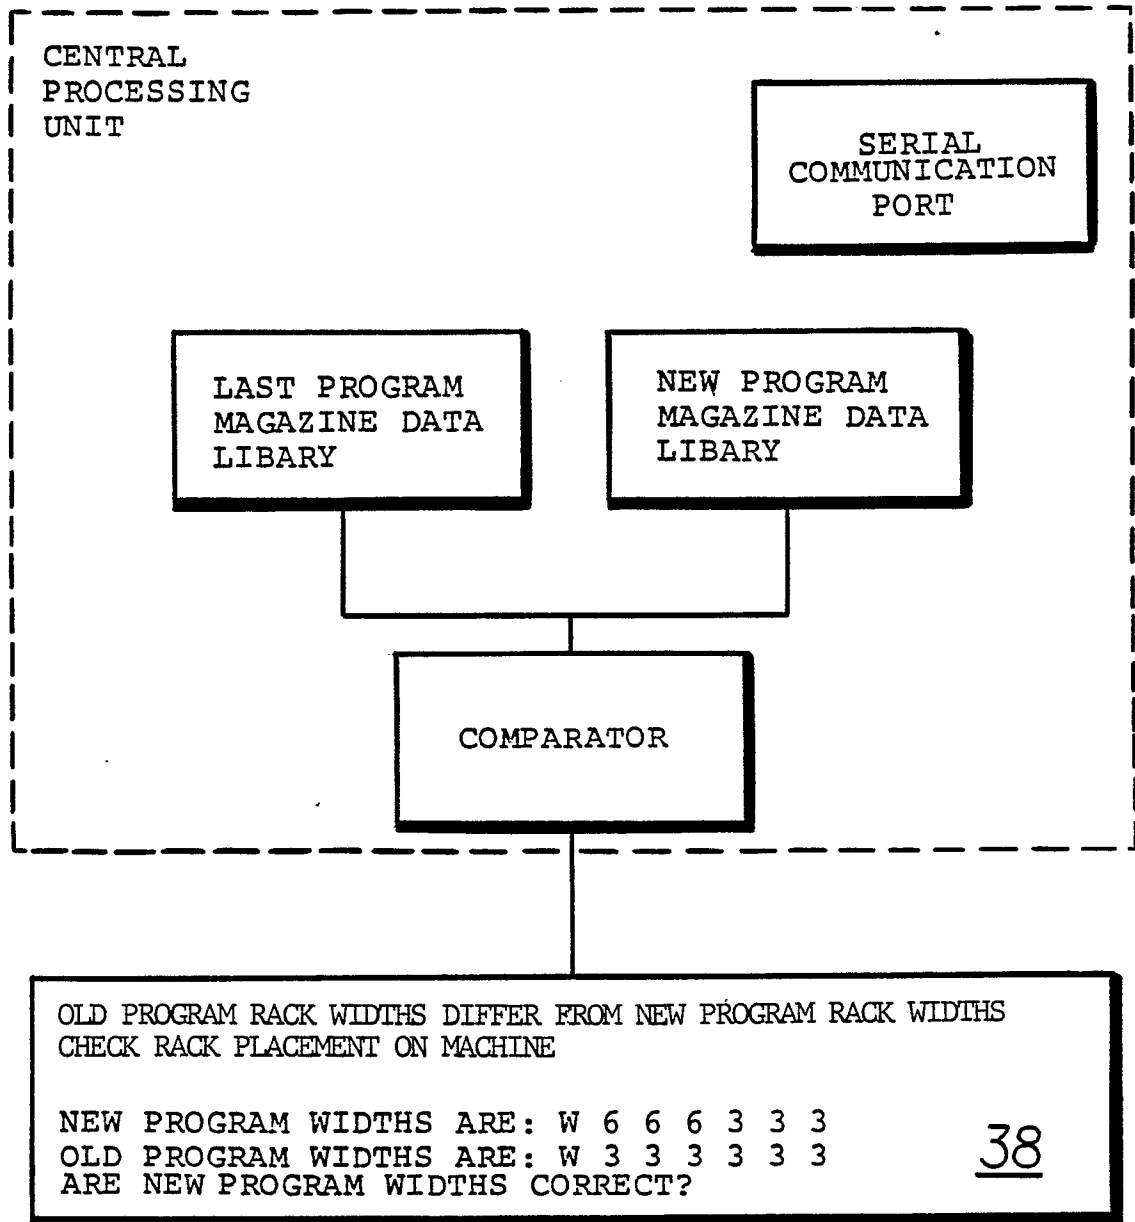 CENTRAL
PROCESSING
UNIT
SERIAL
COMMUNICATION
PORT
LAST PROGRAM
MAGAZINE DATA
LIBARY
NEW PROGRAM
MAGAZINE DATA
LIBARY
COMPARATOR
OLD PROGRAM RACK WIDTHS DIFFER FROM NEW PROGRAM RACK WIDTHS
CHECK RACK PLACEMENT ON MACHINE
NEW PROGRAM WIDTHS ARE: W 6 6 6 3 3 3
OLD PROGRAM WIDTHS ARE: W 3 3 3 3 3 3
ARE NEW PROGRAM WIDTHS CORRECT?
38